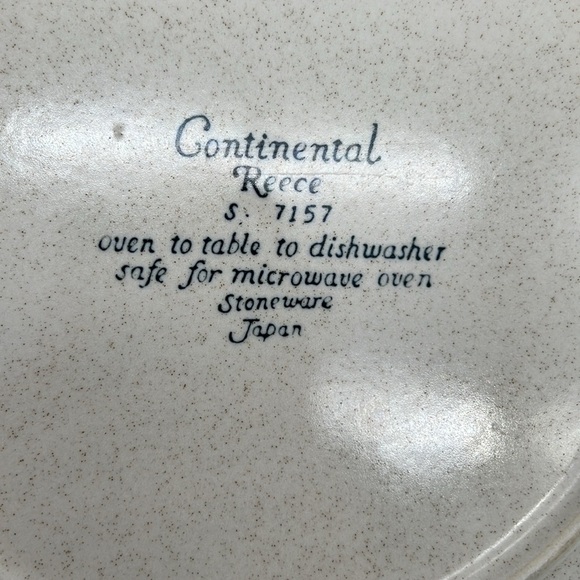 Continental
Reece
S. 7157
oven to table to dishwasher
safe for microwave oven
Stoneware
Japan